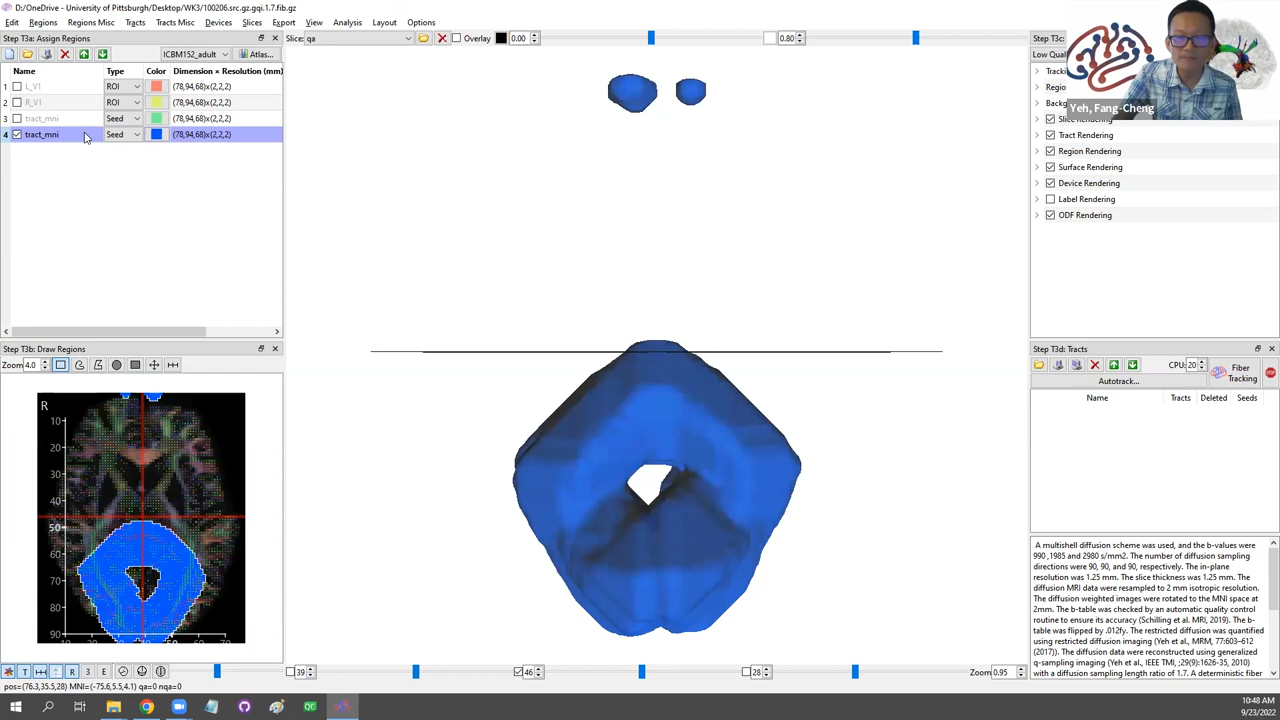 D:/OneDrive - University of Pittsburgh/Desktop/WK3/100206.src.gz.gqi.1.7.fib.gz
Edit Regions Regions Misc Tracts Tracts Misc Devices Slices Export View Analysis Layout Options
Step T3a: Assign Regions
Slice: qa Overlay 0.00 0.80
Step T3c:
ICBM152_adult Atlas...
Low Quali
Name Type Color Dimension × Resolution (mm)
1 L_V1 ROI (78,94,68)x(2,2,2)
2 R_V1 ROI (78,94,68)x(2,2,2)
3 tract_mni Seed (78,94,68)x(2,2,2)
4 tract_mni Seed (78,94,68)x(2,2,2)
Tracki
Regio
Backg
Yeh, Fang-Cheng
Slice Rendering
Tract Rendering
Region Rendering
Surface Rendering
Device Rendering
Label Rendering
ODF Rendering
Step T3b: Draw Regions
Zoom 4.0
R
10
20
30
40
50
60
70
80
90
10 20 30 40 50 60 70
Step T3d: Tracts
CPU: 20 Fiber Tracking
Autotrack...
Name Tracts Deleted Seeds
A multishell diffusion scheme was used, and the b-values were
990 ,1985 and 2980 s/mm2. The number of diffusion sampling
directions were 90, 90, and 90, respectively. The in-plane
resolution was 1.25 mm. The slice thickness was 1.25 mm. The
diffusion MRI data were resampled to 2 mm isotropic resolution.
The diffusion weighted images were rotated to the MNI space at
2mm. The b-table was checked by an automatic quality control
routine to ensure its accuracy (Schilling et al. MRI, 2019). The b-
table was flipped by .012fy. The restricted diffusion was quantified
using restricted diffusion imaging (Yeh et al., MRM, 77:603–612
(2017)). The diffusion data were reconstructed using generalized
q-sampling imaging (Yeh et al., IEEE TMI, ;29(9):1626-35, 2010)
with a diffusion sampling length ratio of 1.7. A deterministic fiber
R 3 E
39 46 28 Zoom 0.95
pos=(76.3,35.5,28) MNI=(-75.6,5.5,4.1) qa=0 nqa=0
QC
10:48 AM
9/23/2022